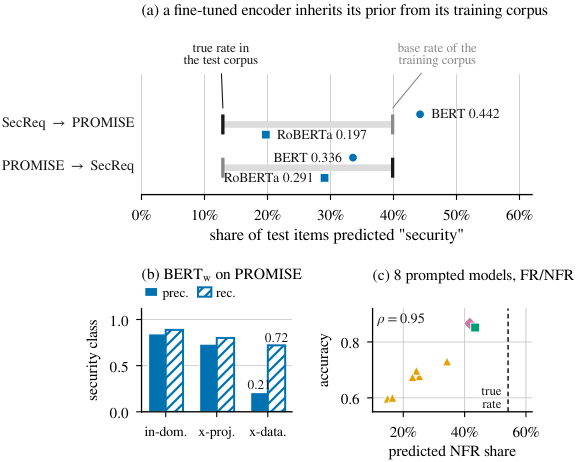 (a) a fine-tuned encoder inherits its prior from its training corpus
true rate in
the test corpus
base rate of the
training corpus
SecReq → PROMISE
BERT 0.442
RoBERTa 0.197
PROMISE → SecReq
BERT 0.336
RoBERTa 0.291
0% 10% 20% 30% 40% 50% 60%
share of test items predicted "security"
(b) BERTw on PROMISE
prec. rec.
security class
1.0
0.5
0.0
0.21
0.72
in-dom. x-proj. x-data.
(c) 8 prompted models, FR/NFR
ρ = 0.95
accuracy
0.8
0.6
true
rate
20% 40% 60%
predicted NFR share